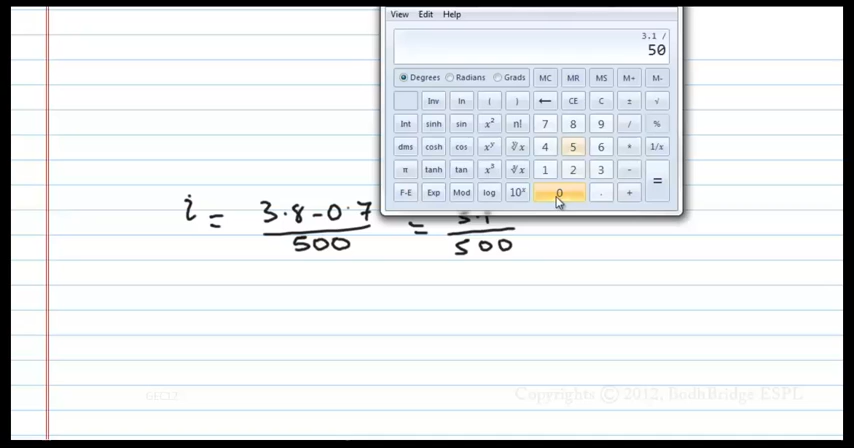 View Edit Help
3.1 /
50
Degrees Radians Grads MC MR MS M+ M-
Inv ln ( ) ← CE C ± √
Int sinh sin x² n! 7 8 9 / %
dms cosh cos xʸ ʸ√x 4 5 6 * 1/x
π tanh tan x³ ³√x 1 2 3 - =
F-E Exp Mod log 10ˣ 0 . +
i = 3.8-0.7 = 3.1
500 500
Copyrights © 2012, BodhBridge ESPL